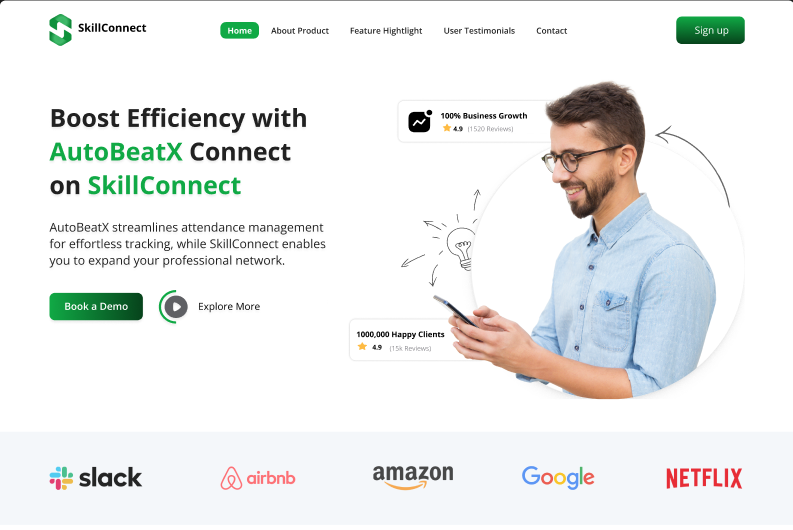 SkillConnect
Home
About Product
Feature Hightlight
User Testimonials
Contact
Sign up
Boost Efficiency with
AutoBeatX Connect
on SkillConnect
AutoBeatX streamlines attendance management
for effortless tracking, while SkillConnect enables
you to expand your professional network.
Book a Demo
Explore More
100% Business Growth
4.9 (1520 Reviews)
1000,000 Happy Clients
4.9 (15k Reviews)
slack
airbnb
amazon
Google
NETFLIX